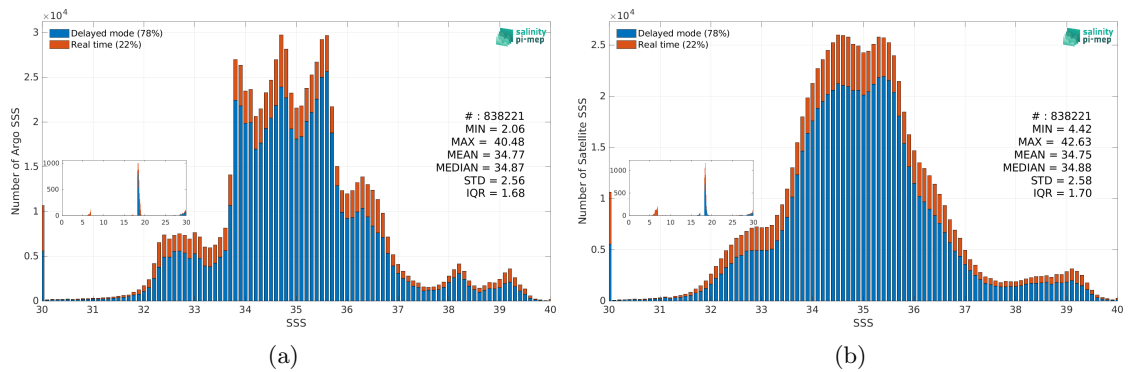 ×10⁴
3
2.5
2
1.5
1
0.5
0
Number of Argo SSS
Delayed mode (78%)
Real time (22%)
salinity
pi-mep
# : 838221
MIN = 2.06
MAX = 40.48
MEAN = 34.77
MEDIAN = 34.87
STD = 2.56
IQR = 1.68
1000
500
0
0 5 10 15 20 25 30
30 31 32 33 34 35 36 37 38 39 40
SSS
(a)
×10⁴
2.5
2
1.5
1
0.5
0
Number of Satellite SSS
Delayed mode (78%)
Real time (22%)
salinity
pi-mep
# : 838221
MIN = 4.42
MAX = 42.63
MEAN = 34.75
MEDIAN = 34.88
STD = 2.58
IQR = 1.70
1000
500
0
0 5 10 15 20 25 30
30 31 32 33 34 35 36 37 38 39 40
SSS
(b)